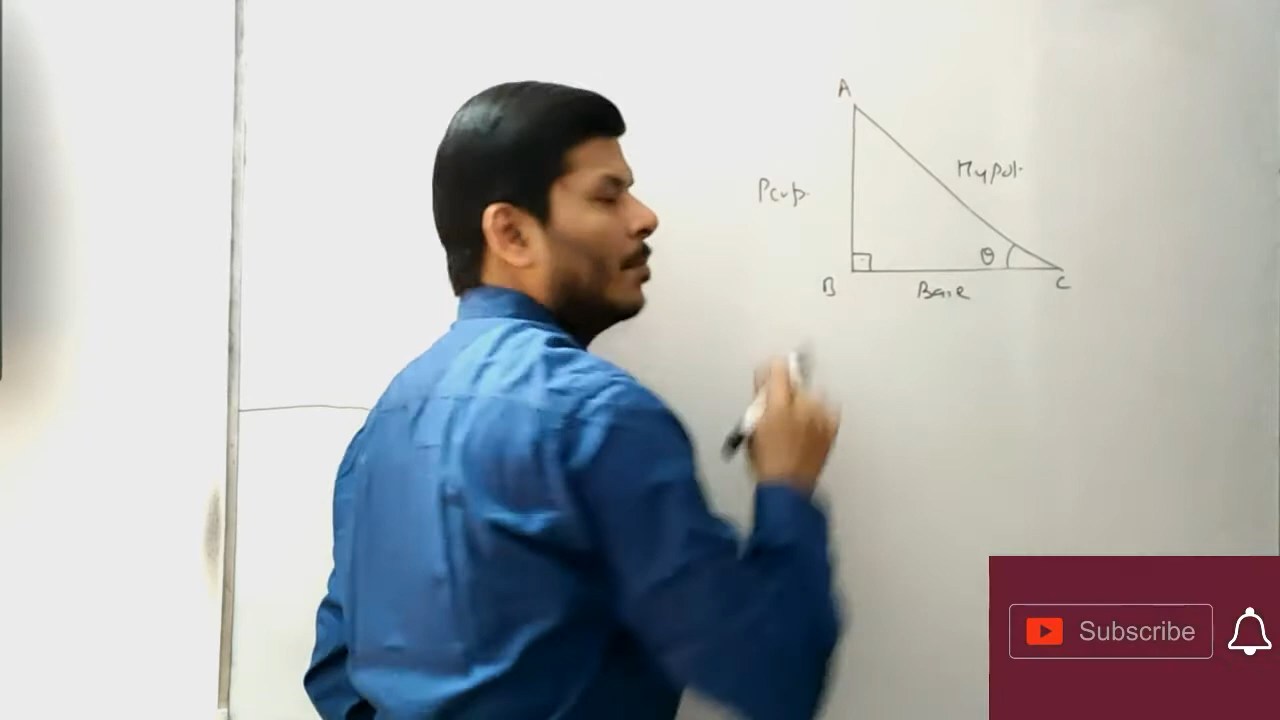 A
Hypot.
Perp.
θ
B
Base
C
Subscribe